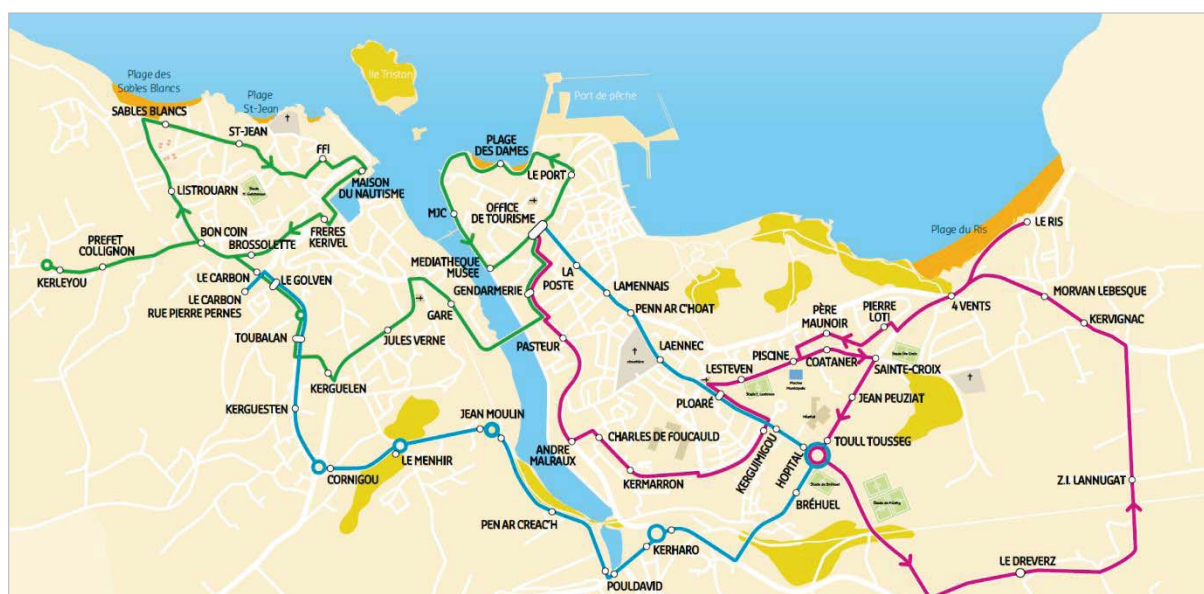 Ile Tristan
Plage des
Sables Blancs
Plage
St-Jean
Port de pêche
SABLES BLANCS
ST-JEAN
FFI
MAISON
DU NAUTISME
PLAGE
DES DAMES
LE PORT
LISTROUARN
OFFICE
DE TOURISME
MJC
BON COIN
FRERES
KERIVEL
PREFET
COLLIGNON
BROSSOLETTE
KERLEYOU
LE CARBON
LE GOLVEN
LE CARBON
RUE PIERRE PERNES
MEDIATHEQUE
MUSEE
GENDARMERIE
LA
POSTE
LAMENNAIS
PENN AR C'HOAT
GARE
JULES VERNE
TOUBALAN
PASTEUR
LAENNEC
KERGUELEN
Plage du Ris
LE RIS
4 VENTS
MORVAN LEBESQUE
KERVIGNAC
PÈRE
MAUNOIR
PIERRE
LOTI
PISCINE
COATANER
SAINTE-CROIX
LESTEVEN
PLOARÉ
JEAN PEUZIAT
KERGUESTEN
JEAN MOULIN
CHARLES DE FOUCAULD
ANDRE
MALRAUX
KERGUIMIGOU
HOPITAL
TOULL TOUSSEG
LE MENHIR
CORNIGOU
KERMARRON
Z.I. LANNUGAT
BRÉHUEL
PEN AR CREAC'H
KERHARO
LE DREVERZ
POULDAVID